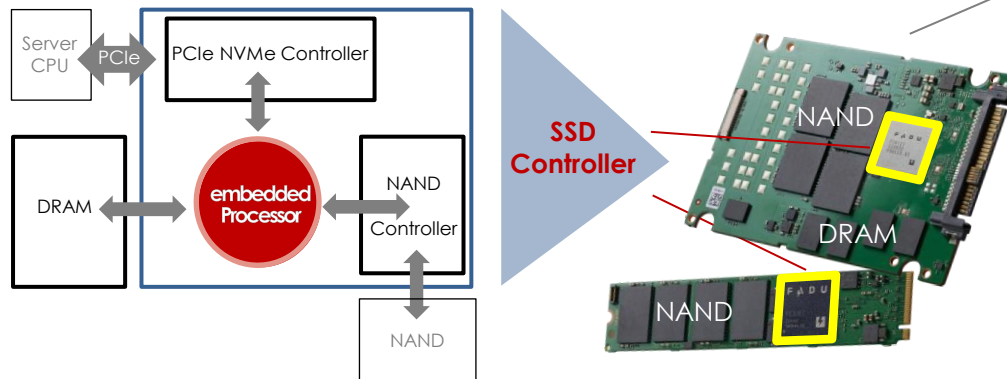 Server
CPU
PCIe
PCIe NVMe Controller
DRAM
embedded
Processor
NAND
Controller
NAND
SSD
Controller
NAND
FADU
DRAM
NAND
FADU